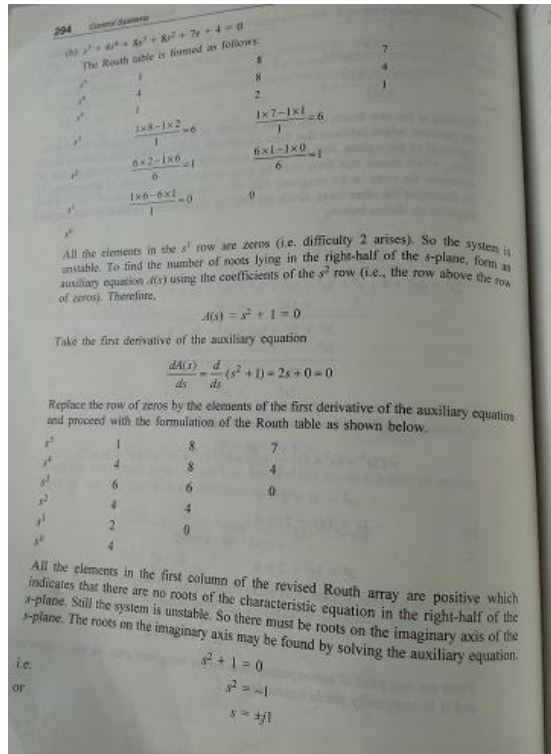 294 Control Systems
(b) s⁵ + 4s⁴ + 8s³ + 8s² + 7s + 4 = 0
The Routh table is formed as follows:
s⁵ 1 8 7
s⁴ 4 8 4
s⁴ 1 2 1
s³ (1×8−1×2)/1 = 6 (1×7−1×1)/1 = 6
s² (6×2−1×6)/6 = 1 (6×1−1×0)/6 = 1
s¹ (1×6−6×1)/1 = 0 0
s⁰
All the elements in the s¹ row are zeros (i.e. difficulty 2 arises). So the system is
unstable. To find the number of roots lying in the right-half of the s-plane, form an
auxiliary equation A(s) using the coefficients of the s² row (i.e., the row above the row
of zeros). Therefore,
A(s) = s² + 1 = 0
Take the first derivative of the auxiliary equation
dA(s)/ds = d/ds (s² + 1) = 2s + 0 = 0
Replace the row of zeros by the elements of the first derivative of the auxiliary equation
and proceed with the formulation of the Routh table as shown below.
s⁵ 1 8 7
s⁴ 4 8 4
s³ 6 6 0
s² 4 4
s¹ 2 0
s⁰ 4
All the elements in the first column of the revised Routh array are positive which
indicates that there are no roots of the characteristic equation in the right-half of the
s-plane. Still the system is unstable. So there must be roots on the imaginary axis of the
s-plane. The roots on the imaginary axis may be found by solving the auxiliary equation.
s² + 1 = 0
i.e. s² = −1
or s = ±j1